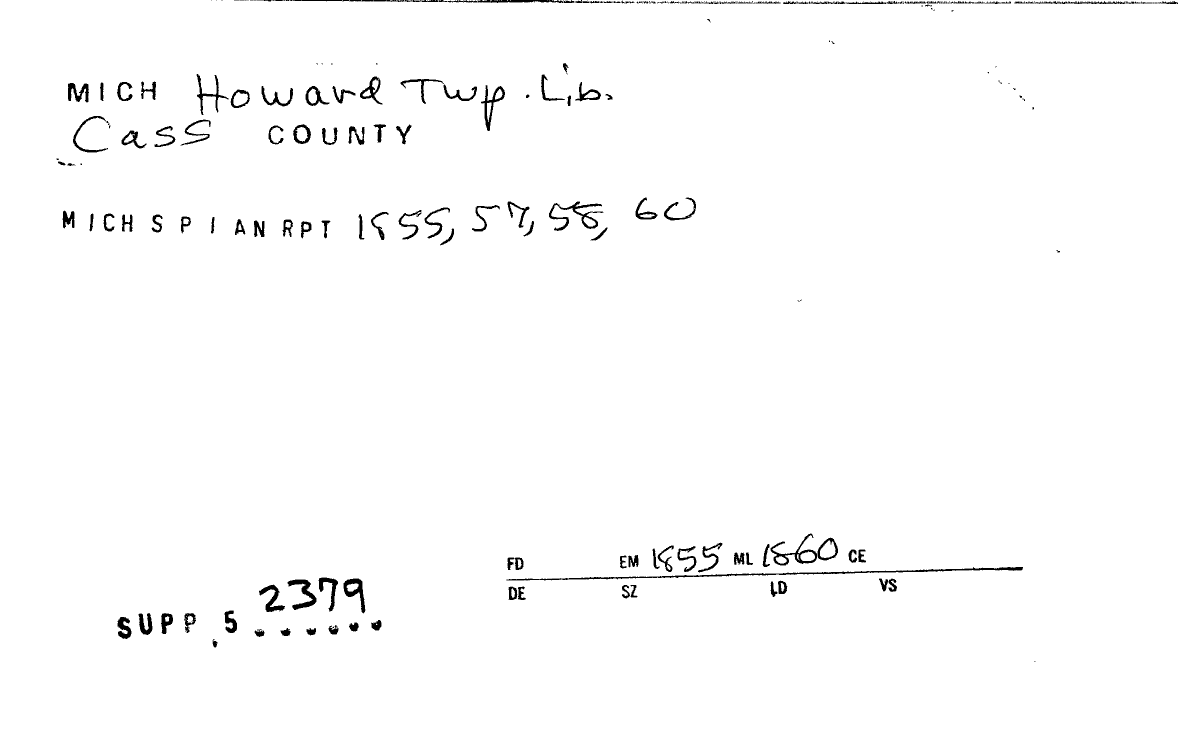 MICH Howard Twp. Lib.
Cass COUNTY
MICH S P I AN RPT 1855, 57, 58, 60
FD EM 1855 ML 1860 CE
DE SZ LD VS
2379
SUPP. 5 ......